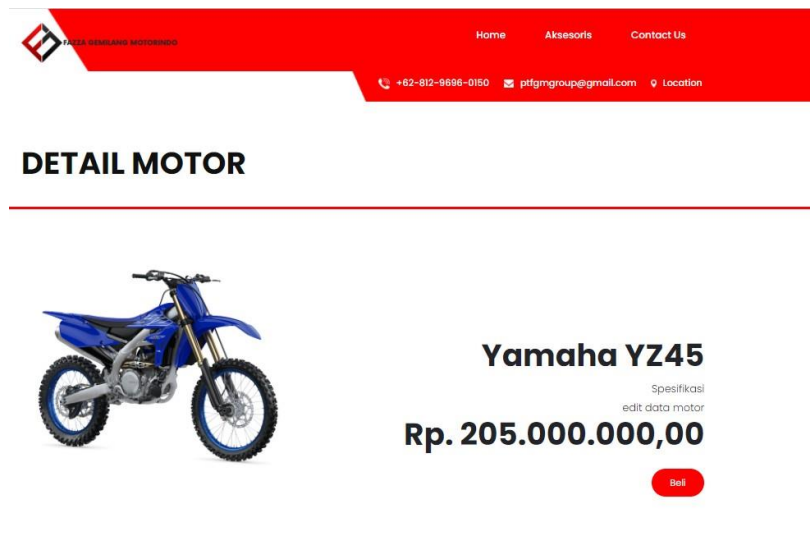 FAZZA GEMILANG MOTORINDO
Home Aksesoris Contact Us
+62-812-9696-0150 ptfgmgroup@gmail.com Location
DETAIL MOTOR
Yamaha YZ45
Spesifikasi
edit data motor
Rp. 205.000.000,00
Beli